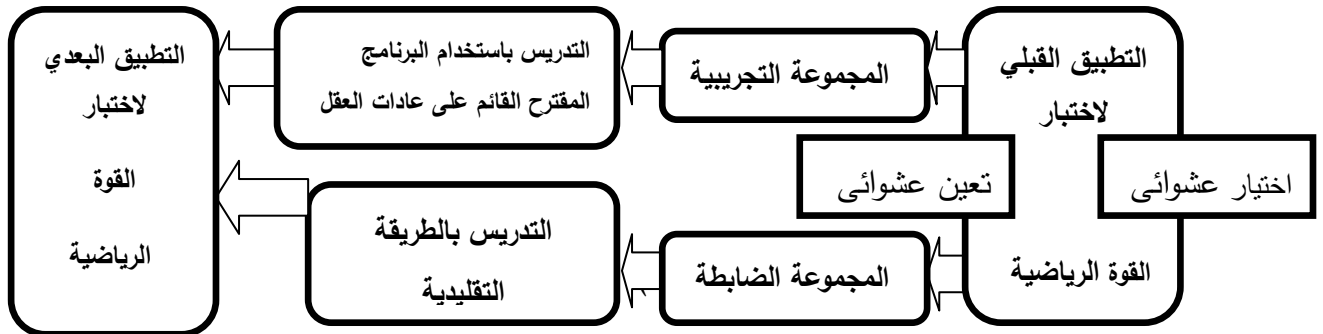 التطبيق القبلي
لاختبار
القوة الرياضية
اختيار عشوائى
تعين عشوائى
المجموعة التجريبية
التدريس باستخدام البرنامج
المقترح القائم على عادات العقل
المجموعة الضابطة
التدريس بالطريقة
التقليدية
التطبيق البعدي
لاختبار
القوة
الرياضية